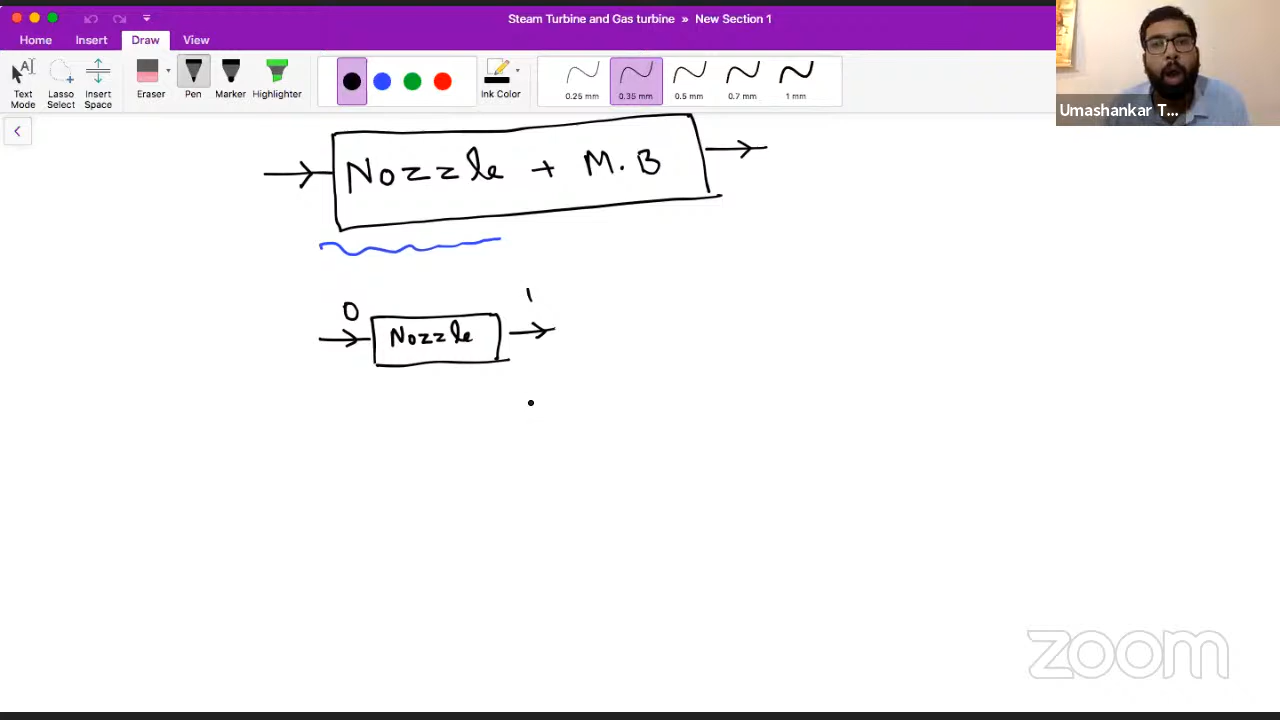 Steam Turbine and Gas turbine » New Section 1
Home Insert Draw View
Text Mode
Lasso Select
Insert Space
Eraser
Pen
Marker
Highlighter
Ink Color
0.25 mm
0.35 mm
0.5 mm
0.7 mm
1 mm
Umashankar T...
Nozzle + M.B
0 1
Nozzle
zoom